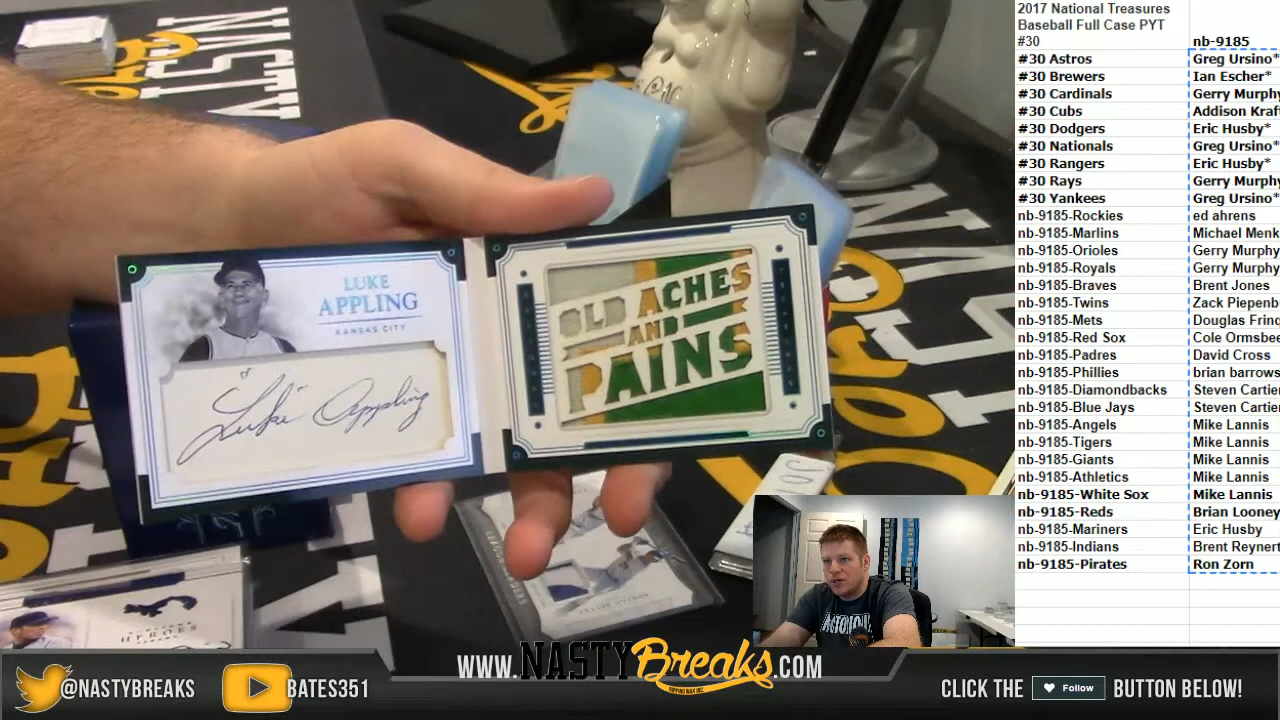 2017 National Treasures
Baseball Full Case PYT
#30 nb-9185
#30 Astros Greg Ursino*
#30 Brewers Ian Escher*
#30 Cardinals Gerry Murphy
#30 Cubs Addison Kraf
#30 Dodgers Eric Husby*
#30 Nationals Greg Ursino*
#30 Rangers Eric Husby*
#30 Rays Gerry Murphy
#30 Yankees Greg Ursino*
nb-9185-Rockies ed ahrens
nb-9185-Marlins Michael Menk
nb-9185-Orioles Gerry Murphy
nb-9185-Royals Gerry Murphy
nb-9185-Braves Brent Jones
nb-9185-Twins Zack Piepenb
nb-9185-Mets Douglas Frinq
nb-9185-Red Sox Cole Ormsbee
nb-9185-Padres David Cross
nb-9185-Phillies brian barrows
nb-9185-Diamondbacks Steven Cartie
nb-9185-Blue Jays Steven Cartie
nb-9185-Angels Mike Lannis
nb-9185-Tigers Mike Lannis
nb-9185-Giants Mike Lannis
nb-9185-Athletics Mike Lannis
nb-9185-White Sox Mike Lannis
nb-9185-Reds Brian Looney
nb-9185-Mariners Eric Husby
nb-9185-Indians Brent Reynert
nb-9185-Pirates Ron Zorn
NASTY
LUKE
APPLING
KANSAS CITY
"Luke" Appling
OLD ACHES
AND
PAINS
HEROES
WWW.NASTYBreaks.COM
@NASTYBREAKS
BATES351
CLICK THE Follow BUTTON BELOW!